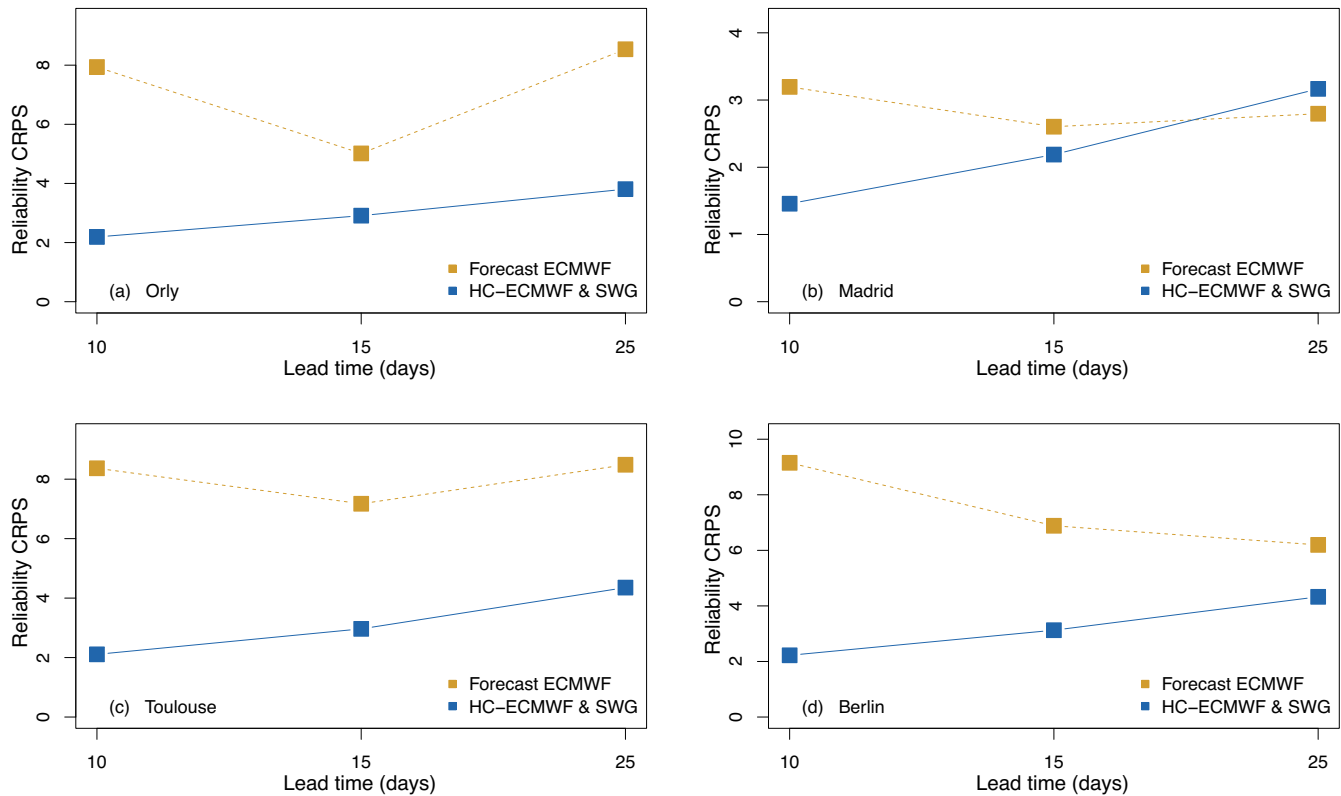 Reliability CRPS
8
6
4
2
0
Forecast ECMWF
(a) Orly
HC−ECMWF & SWG
10
15
25
Lead time (days)
Reliability CRPS
4
3
2
1
0
Forecast ECMWF
(b) Madrid
HC−ECMWF & SWG
10
15
25
Lead time (days)
Reliability CRPS
8
6
4
2
0
Forecast ECMWF
(c) Toulouse
HC−ECMWF & SWG
10
15
25
Lead time (days)
Reliability CRPS
10
8
6
4
2
0
Forecast ECMWF
(d) Berlin
HC−ECMWF & SWG
10
15
25
Lead time (days)